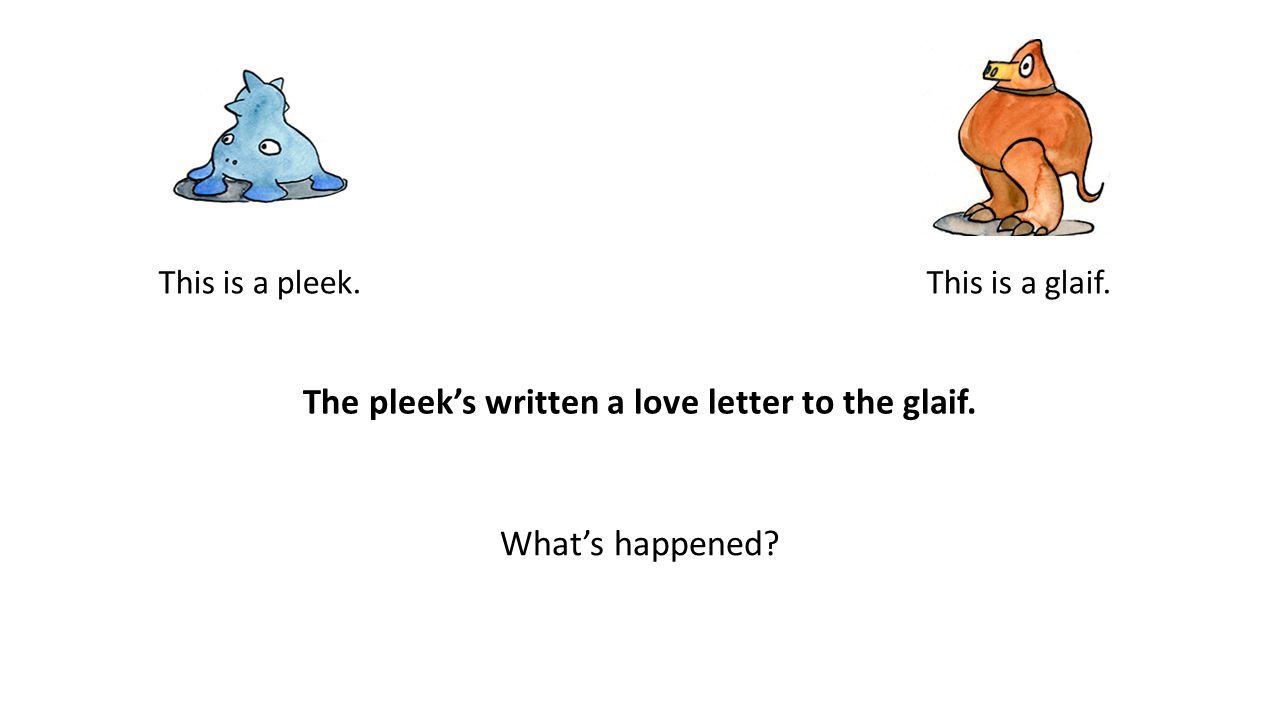 This is a pleek.
This is a glaif.
The pleek’s written a love letter to the glaif.
What’s happened?